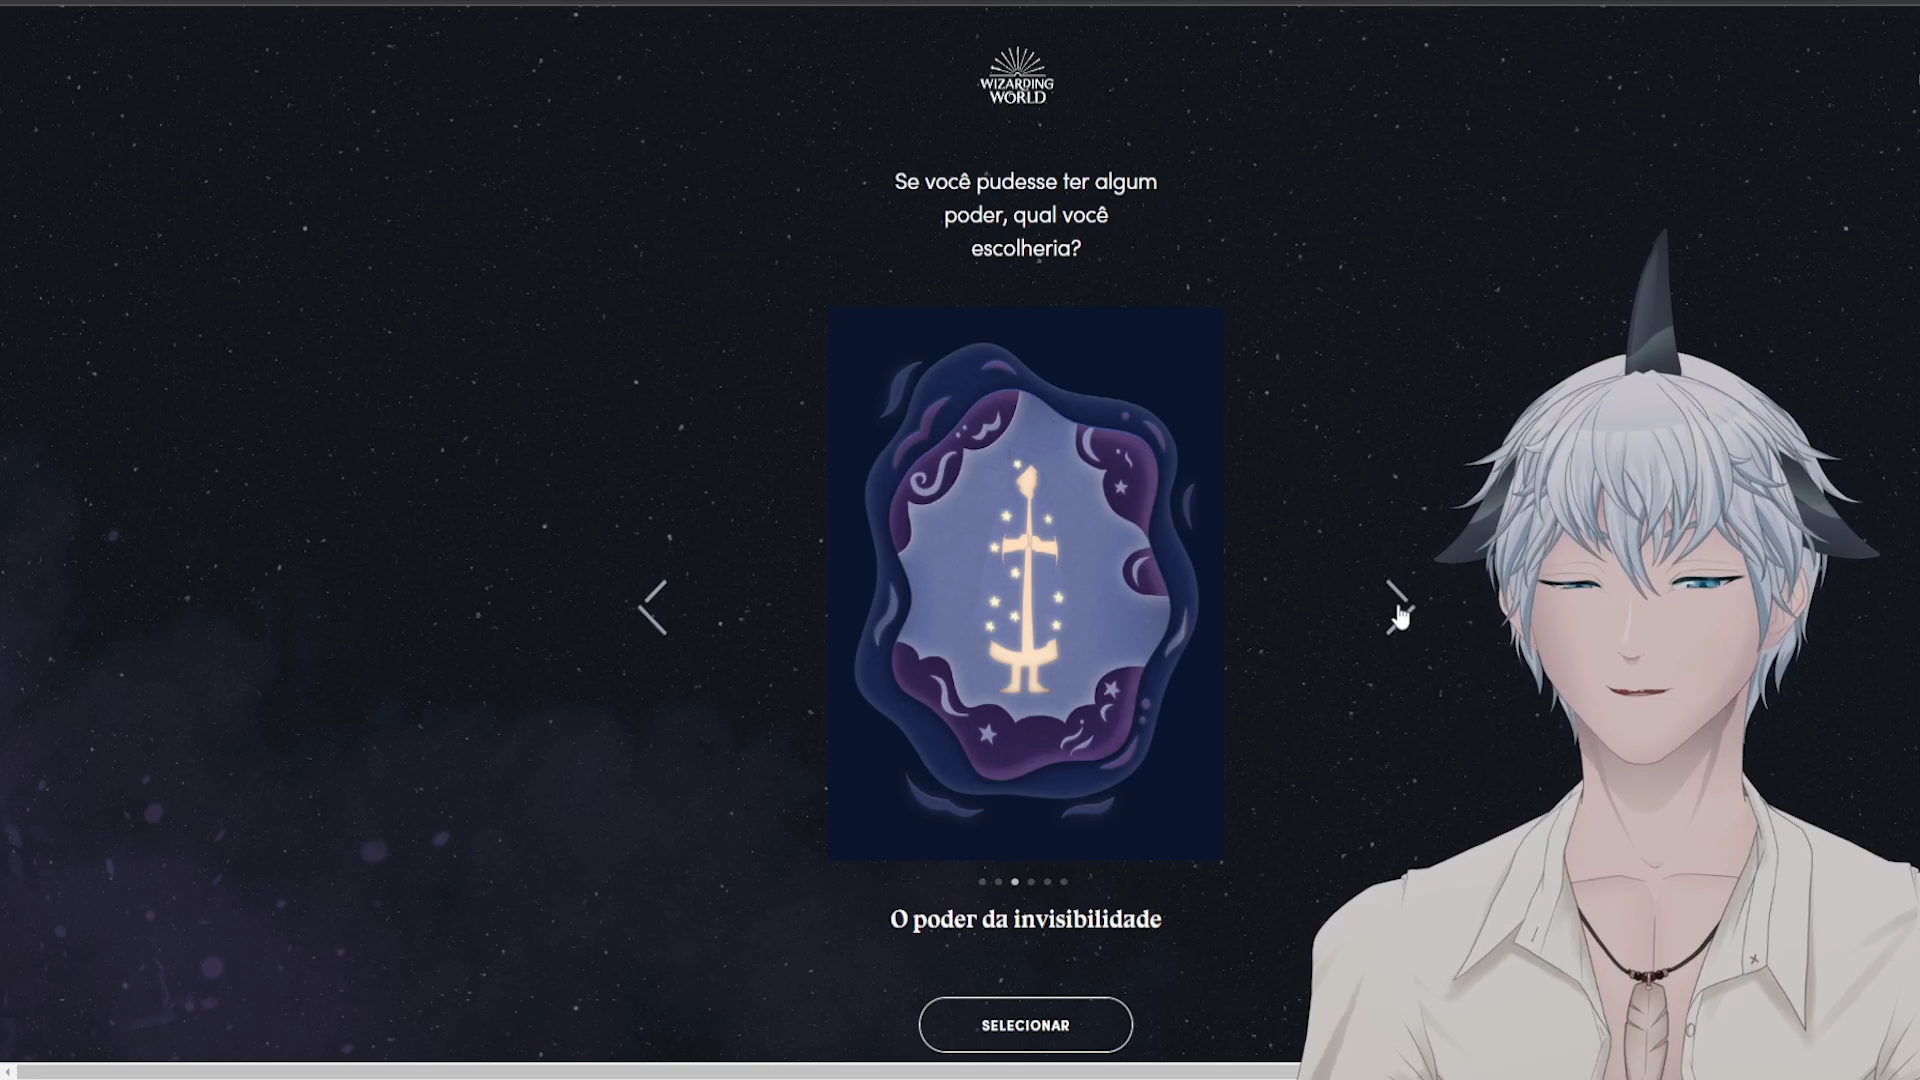 WIZARDING
WORLD
Se você pudesse ter algum
poder, qual você
escolheria?
O poder da invisibilidade
SELECIONAR